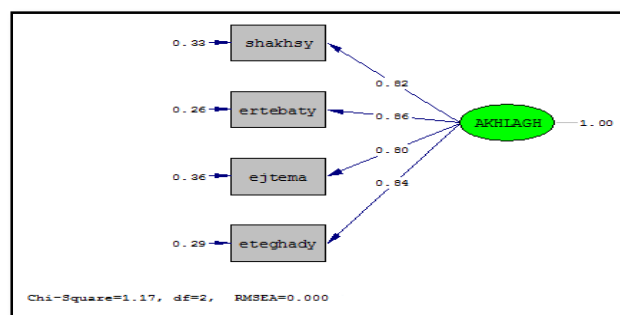 0.33 shakhsy
0.82
0.26 ertebaty
0.86 AKHLAGH 1.00
0.80
0.36 ejtema
0.84
0.29 eteghady
Chi-Square=1.17, df=2, RMSEA=0.000